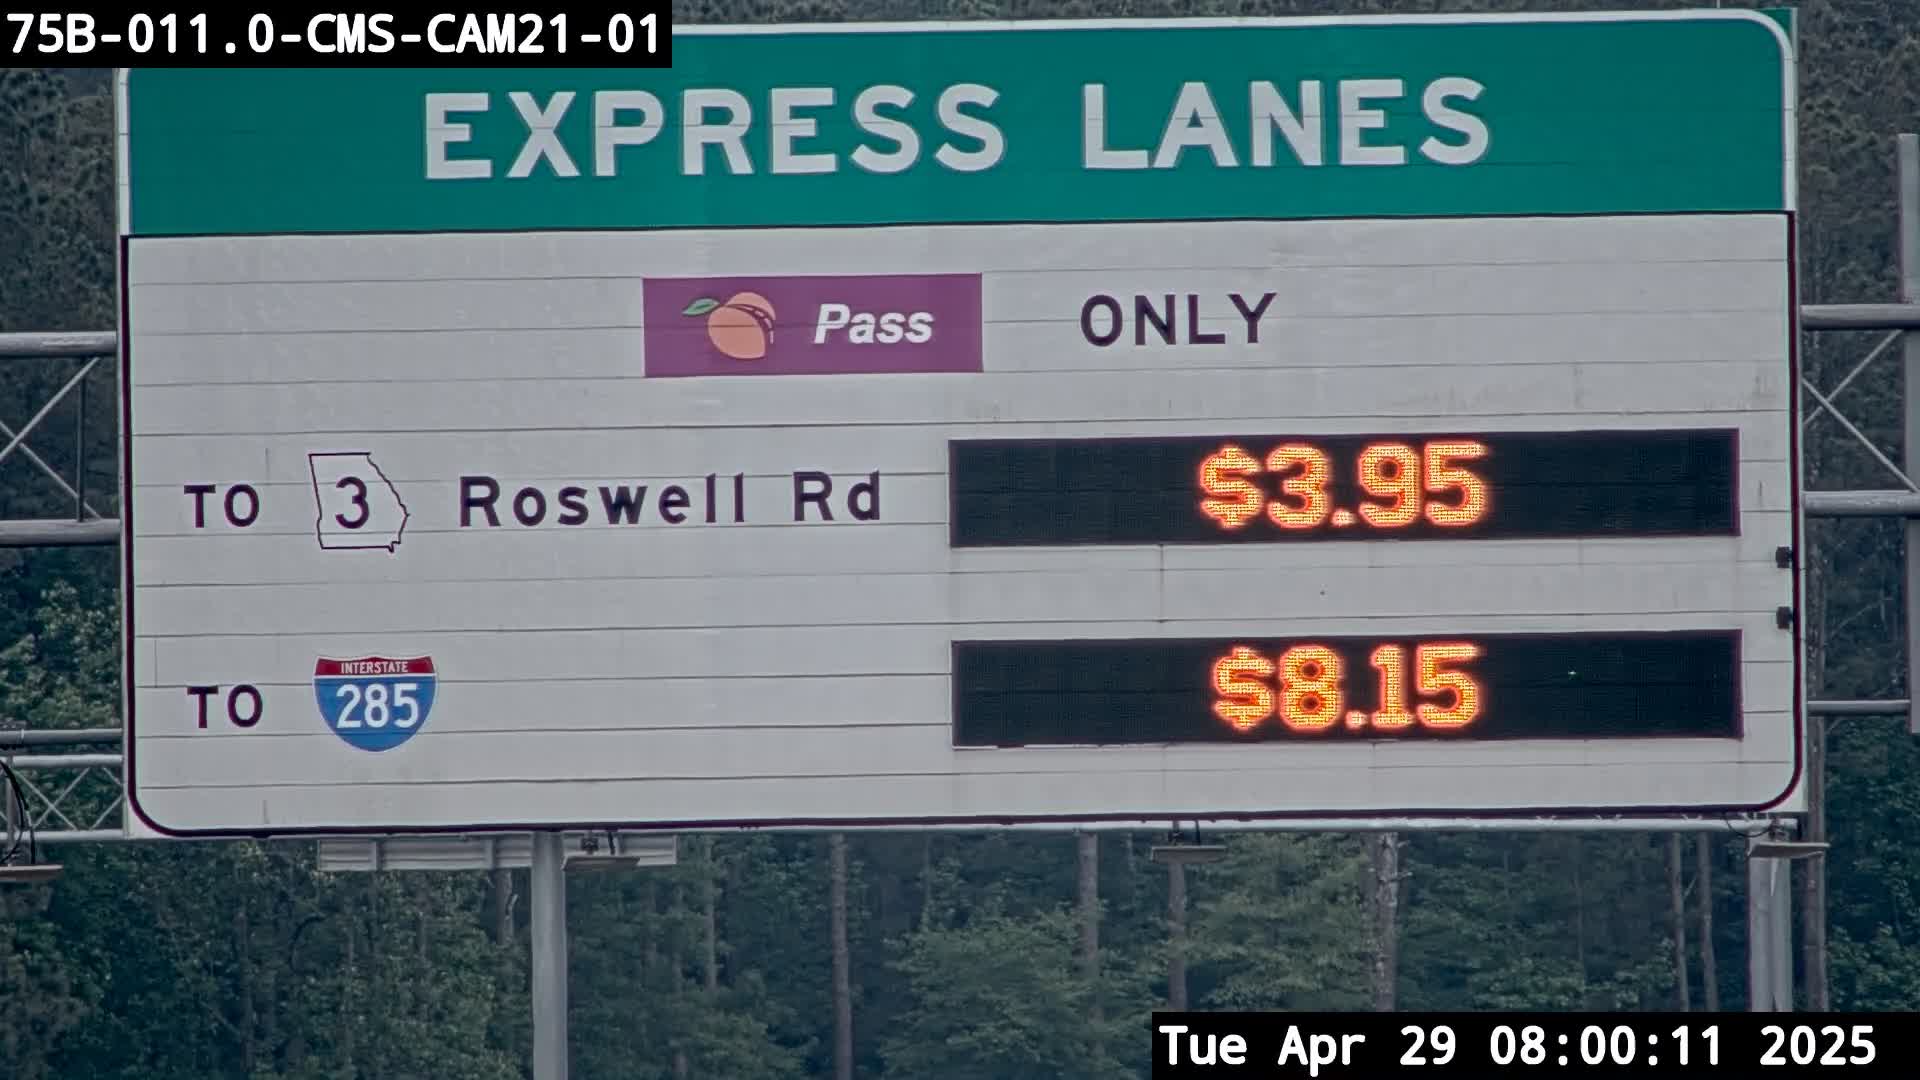 75B-011.0-CMS-CAM21-01
EXPRESS LANES
Pass ONLY
TO 3 Roswell Rd $3.95
INTERSTATE
TO 285 $8.15
Tue Apr 29 08:00:11 2025